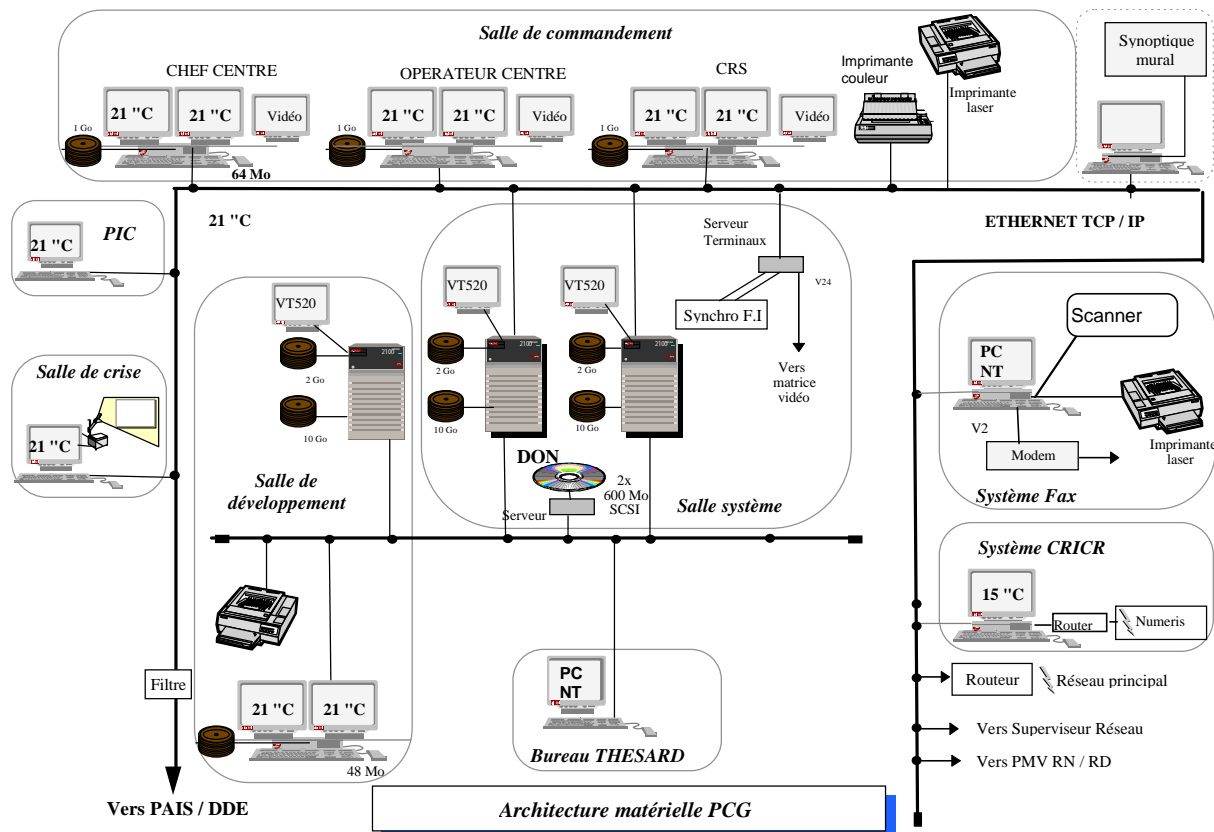 Salle de commandement
CHEF CENTRE
OPERATEUR CENTRE
CRS
Imprimante
couleur
Imprimante
laser
Synoptique
mural
21 "C
21 "C
Vidéo
21 "C
21 "C
Vidéo
21 "C
21 "C
Vidéo
1 Go
1 Go
1 Go
64 Mo
21 "C
ETHERNET TCP / IP
PIC
21 "C
Serveur
Terminaux
V24
Synchro F.I
Vers
matrice
vidéo
VT520
VT520
VT520
2100
2100
2100
2 Go
2 Go
2 Go
10 Go
10 Go
10 Go
Salle de crise
21 "C
Scanner
PC
NT
V2
Modem
Imprimante
laser
Système Fax
DON
2x
600 Mo
SCSI
Serveur
Salle de
développement
Salle système
Système CRICR
15 "C
Router
Numeris
Filtre
21 "C
21 "C
48 Mo
PC
NT
Bureau THESARD
Routeur
Réseau principal
Vers Superviseur Réseau
Vers PMV RN / RD
Vers PAIS / DDE
Architecture matérielle PCG